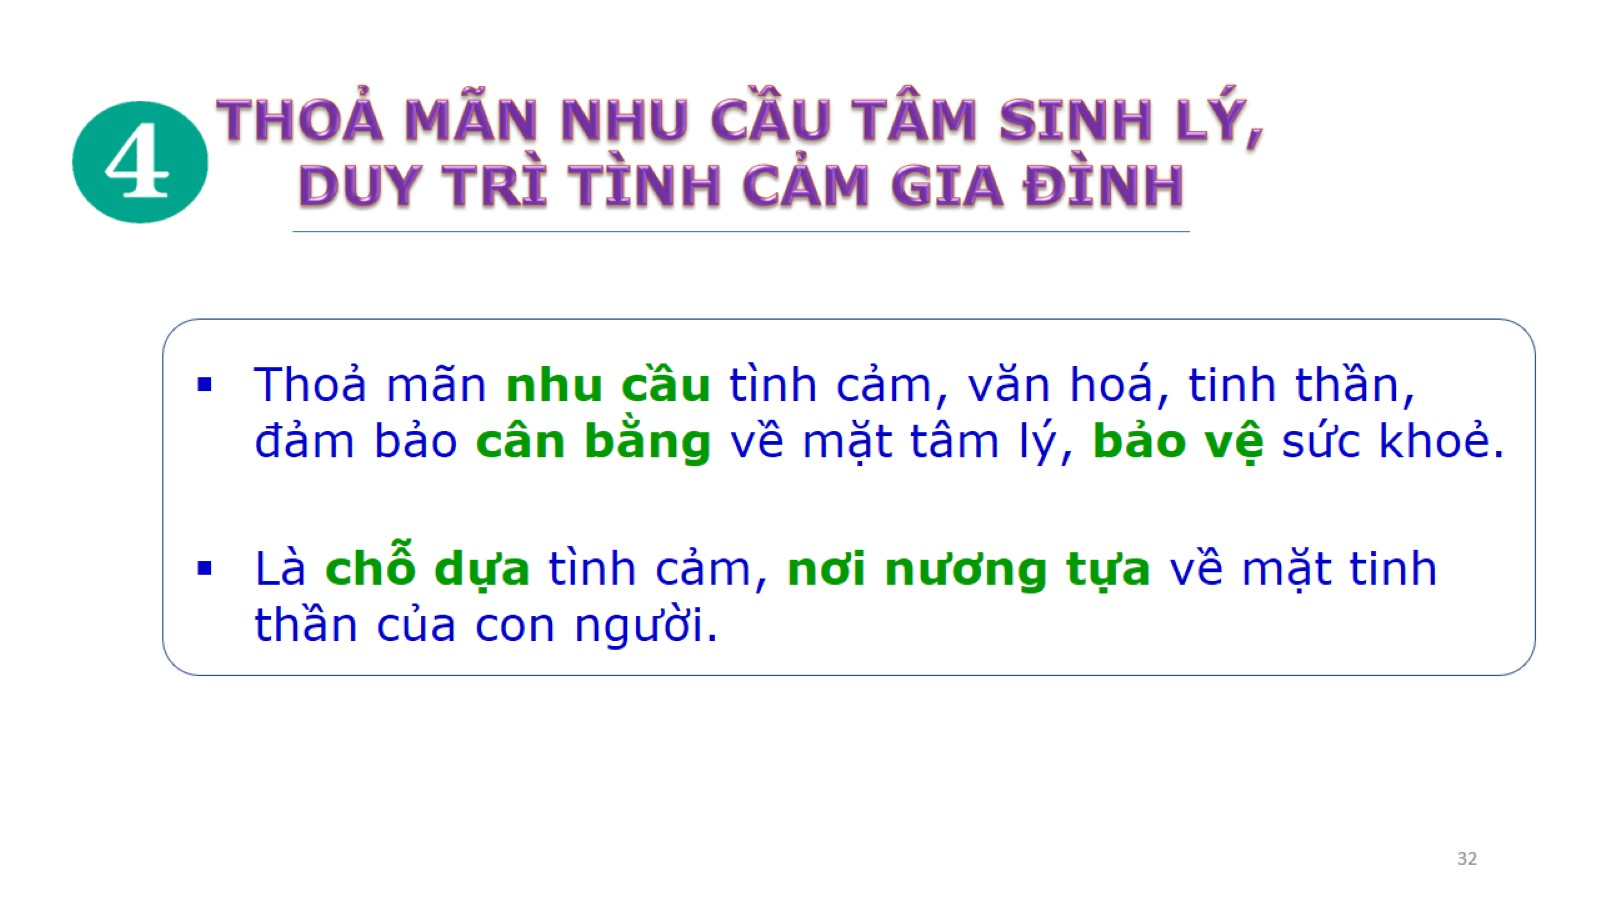 4
THOẢ MÃN NHU CẦU TÂM SINH LÝ,
DUY TRÌ TÌNH CẢM GIA ĐÌNH
▪ Thoả mãn nhu cầu tình cảm, văn hoá, tinh thần,
đảm bảo cân bằng về mặt tâm lý, bảo vệ sức khoẻ.
▪ Là chỗ dựa tình cảm, nơi nương tựa về mặt tinh
thần của con người.
32